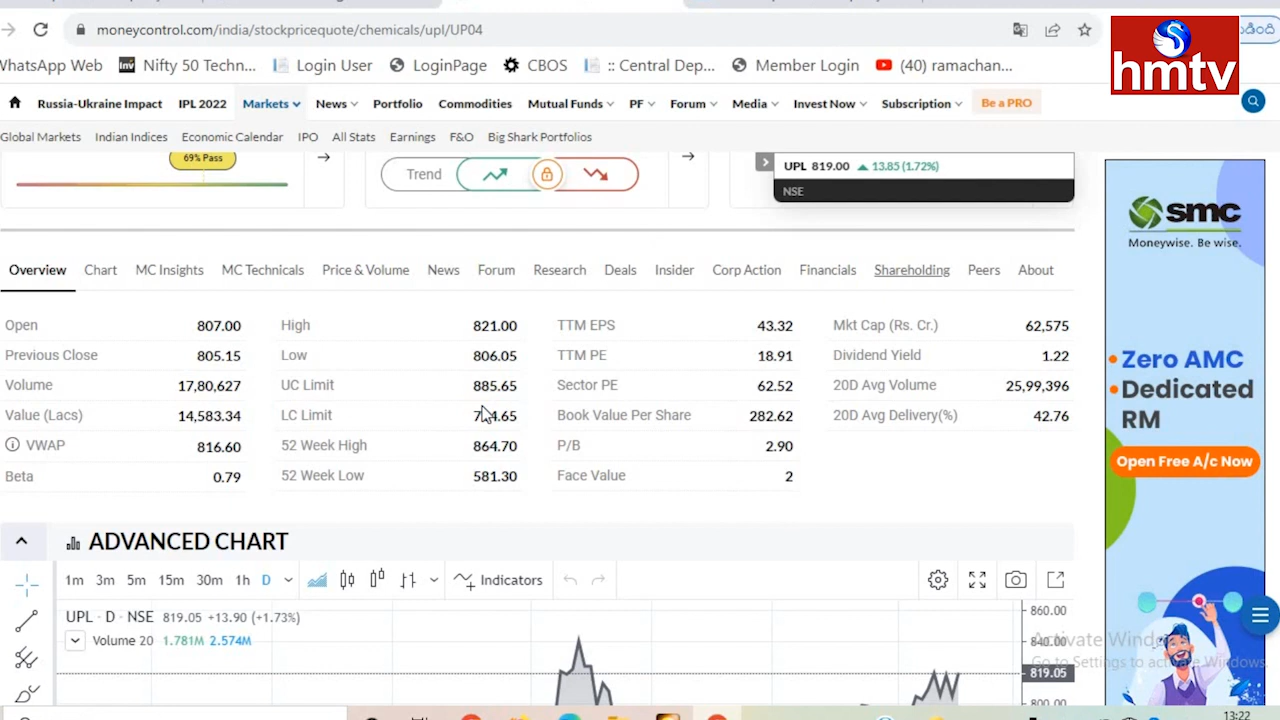 moneycontrol.com/india/stockpricequote/chemicals/upl/UP04
hmtv
WhatsApp Web Nifty 50 Techn... Login User LoginPage CBOS :: Central Dep... Member Login (40) ramachan...
Russia-Ukraine Impact IPL 2022 Markets News Portfolio Commodities Mutual Funds PF Forum Media Invest Now Subscription Be a PRO
Global Markets Indian Indices Economic Calendar IPO All Stats Earnings F&O Big Shark Portfolios
69% Pass
Trend
UPL 819.00 13.85 (1.72%)
NSE
Overview Chart MC Insights MC Technicals Price & Volume News Forum Research Deals Insider Corp Action Financials Shareholding Peers About
Open 807.00 High 821.00 TTM EPS 43.32 Mkt Cap (Rs. Cr.) 62,575
Previous Close 805.15 Low 806.05 TTM PE 18.91 Dividend Yield 1.22
Volume 17,80,627 UC Limit 885.65 Sector PE 62.52 20D Avg Volume 25,99,396
Value (Lacs) 14,583.34 LC Limit Book Value Per Share 282.62 20D Avg Delivery(%) 42.76
VWAP 816.60 52 Week High 864.70 P/B 2.90
Beta 0.79 52 Week Low 581.30 Face Value 2
smc
Moneywise. Be wise.
Zero AMC
Dedicated
RM
Open Free A/c Now
ADVANCED CHART
1m 3m 5m 15m 30m 1h D Indicators
UPL · D · NSE 819.05 +13.90 (+1.73%)
Volume 20 1.781M 2.574M
860.00
840.00
819.05
800.00
Activate Windows
Go to Settings to activate Windows
13:22